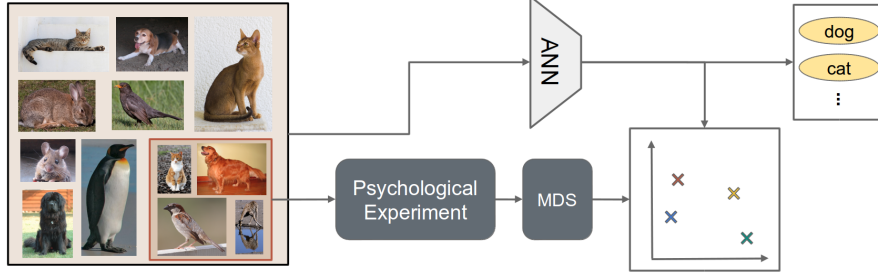 ANN
dog
cat
...
Psychological
Experiment
MDS